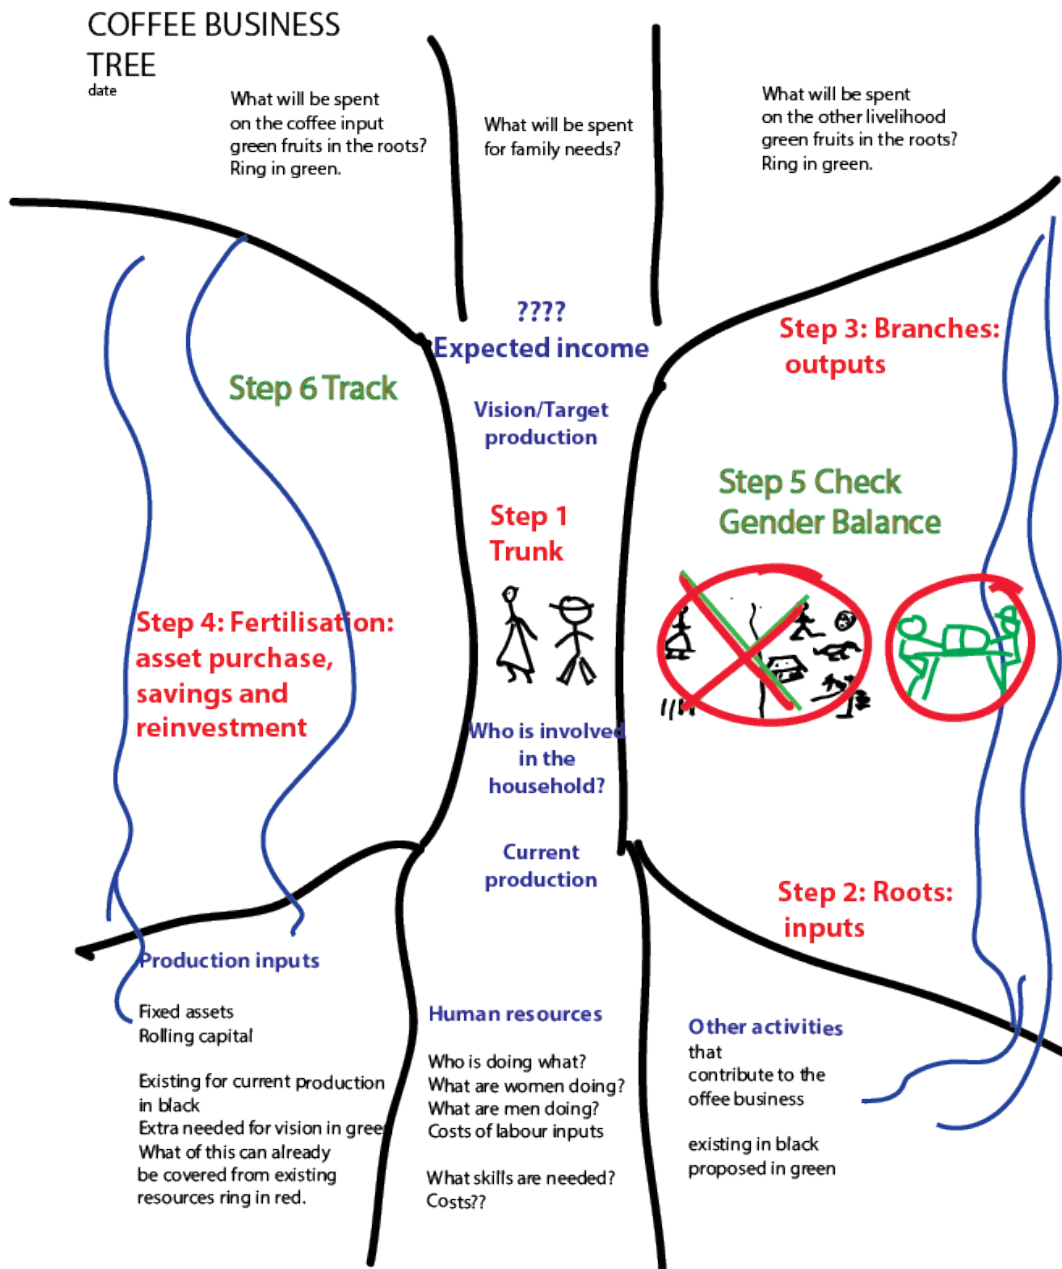 COFFEE BUSINESS
TREE
date
What will be spent
on the coffee input
green fruits in the roots?
Ring in green.
What will be spent
for family needs?
What will be spent
on the other livelihood
green fruits in the roots?
Ring in green.
????
Expected income
Vision/Target
production
Step 3: Branches:
outputs
Step 6 Track
Step 1
Trunk
Step 5 Check
Gender Balance
Step 4: Fertilisation:
asset purchase,
savings and
reinvestment
Who is involved
in the
household?
Current
production
Step 2: Roots:
inputs
Production inputs
Fixed assets
Rolling capital
Existing for current production
in black
Extra needed for vision in green
What of this can already
be covered from existing
resources ring in red.
Human resources
Who is doing what?
What are women doing?
What are men doing?
Costs of labour inputs
What skills are needed?
Costs??
Other activities
that
contribute to the
offee business
existing in black
proposed in green